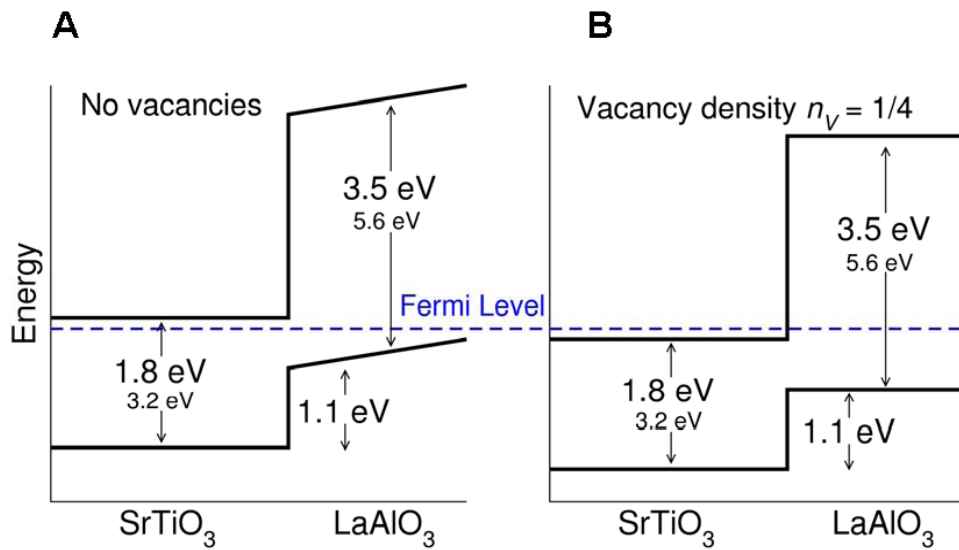 A
B
No vacancies
Vacancy density n_V = 1/4
3.5 eV
5.6 eV
3.5 eV
5.6 eV
Energy
Fermi Level
1.8 eV
3.2 eV
1.1 eV
1.8 eV
3.2 eV
1.1 eV
SrTiO₃
LaAlO₃
SrTiO₃
LaAlO₃